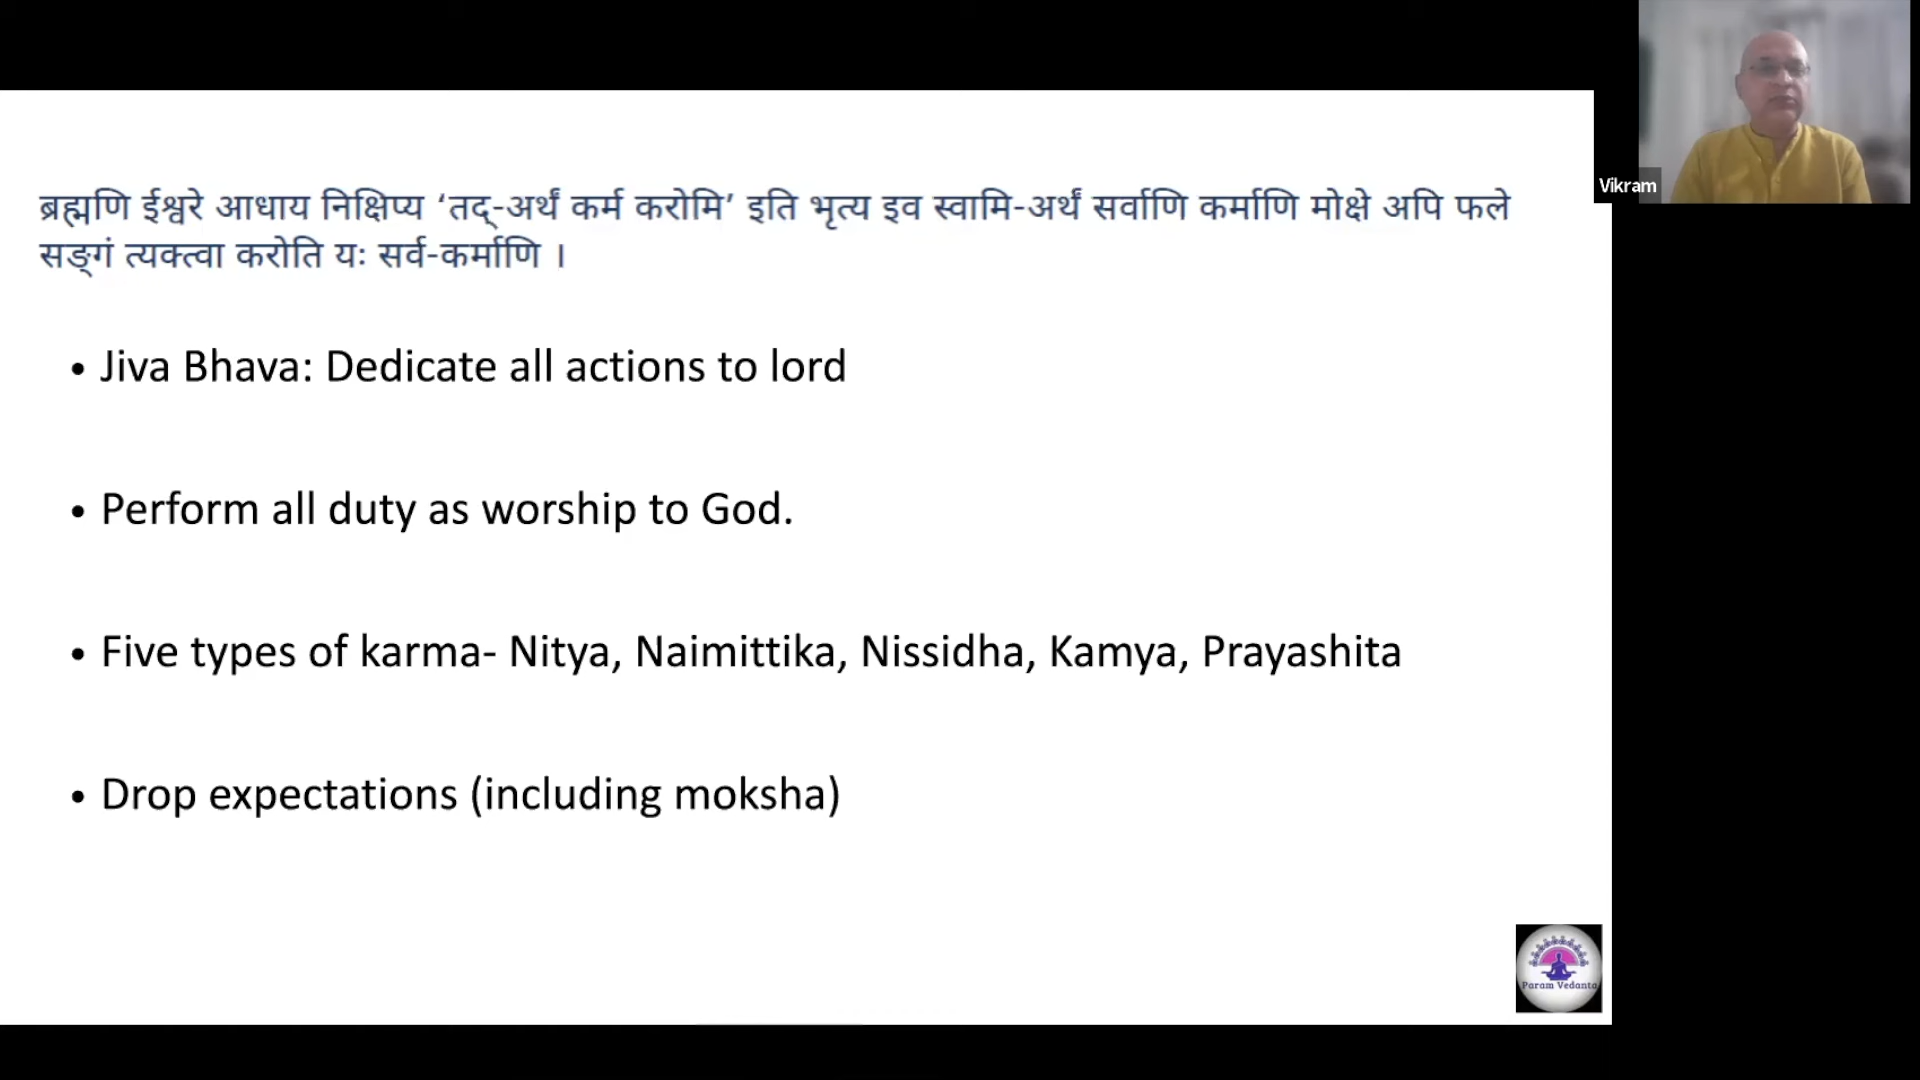 ब्रह्मणि ईश्वरे आधाय निक्षिप्य ‘तद्-अर्थं कर्म करोमि’ इति भृत्य इव स्वामि-अर्थं सर्वाणि कर्माणि मोक्षे अपि फले
सङ्गं त्यक्त्वा करोति यः सर्व-कर्माणि ।
• Jiva Bhava: Dedicate all actions to lord
• Perform all duty as worship to God.
• Five types of karma- Nitya, Naimittika, Nissidha, Kamya, Prayashita
• Drop expectations (including moksha)
Vikram
Param Vedanta